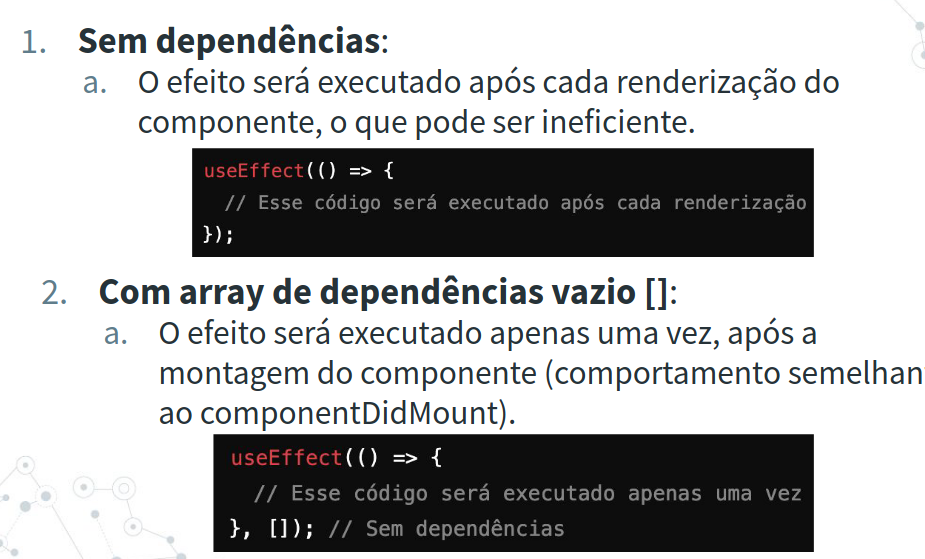 1. Sem dependências:
a. O efeito será executado após cada renderização do
componente, o que pode ser ineficiente.
useEffect(() => {
// Esse código será executado após cada renderização
});
2. Com array de dependências vazio []:
a. O efeito será executado apenas uma vez, após a
montagem do componente (comportamento semelhan
ao componentDidMount).
useEffect(() => {
// Esse código será executado apenas uma vez
}, []); // Sem dependências